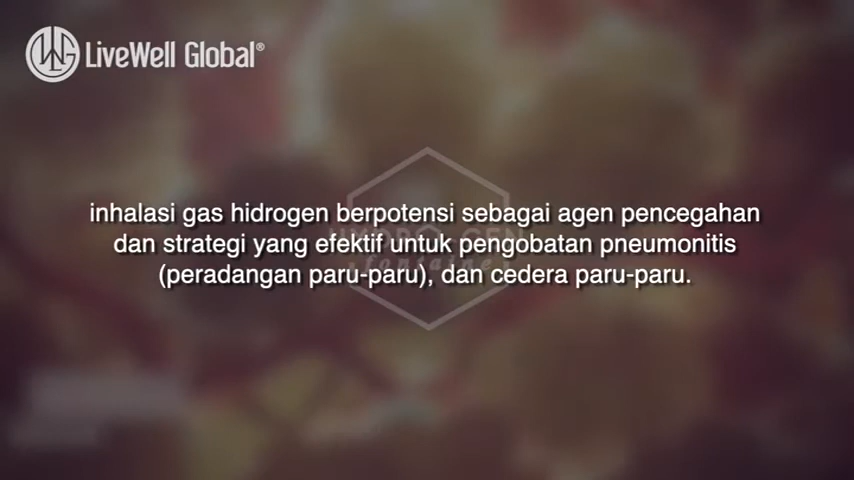 LiveWell Global®
inhalasi gas hidrogen berpotensi sebagai agen pencegahan
dan strategi yang efektif untuk pengobatan pneumonitis
(peradangan paru-paru), dan cedera paru-paru.